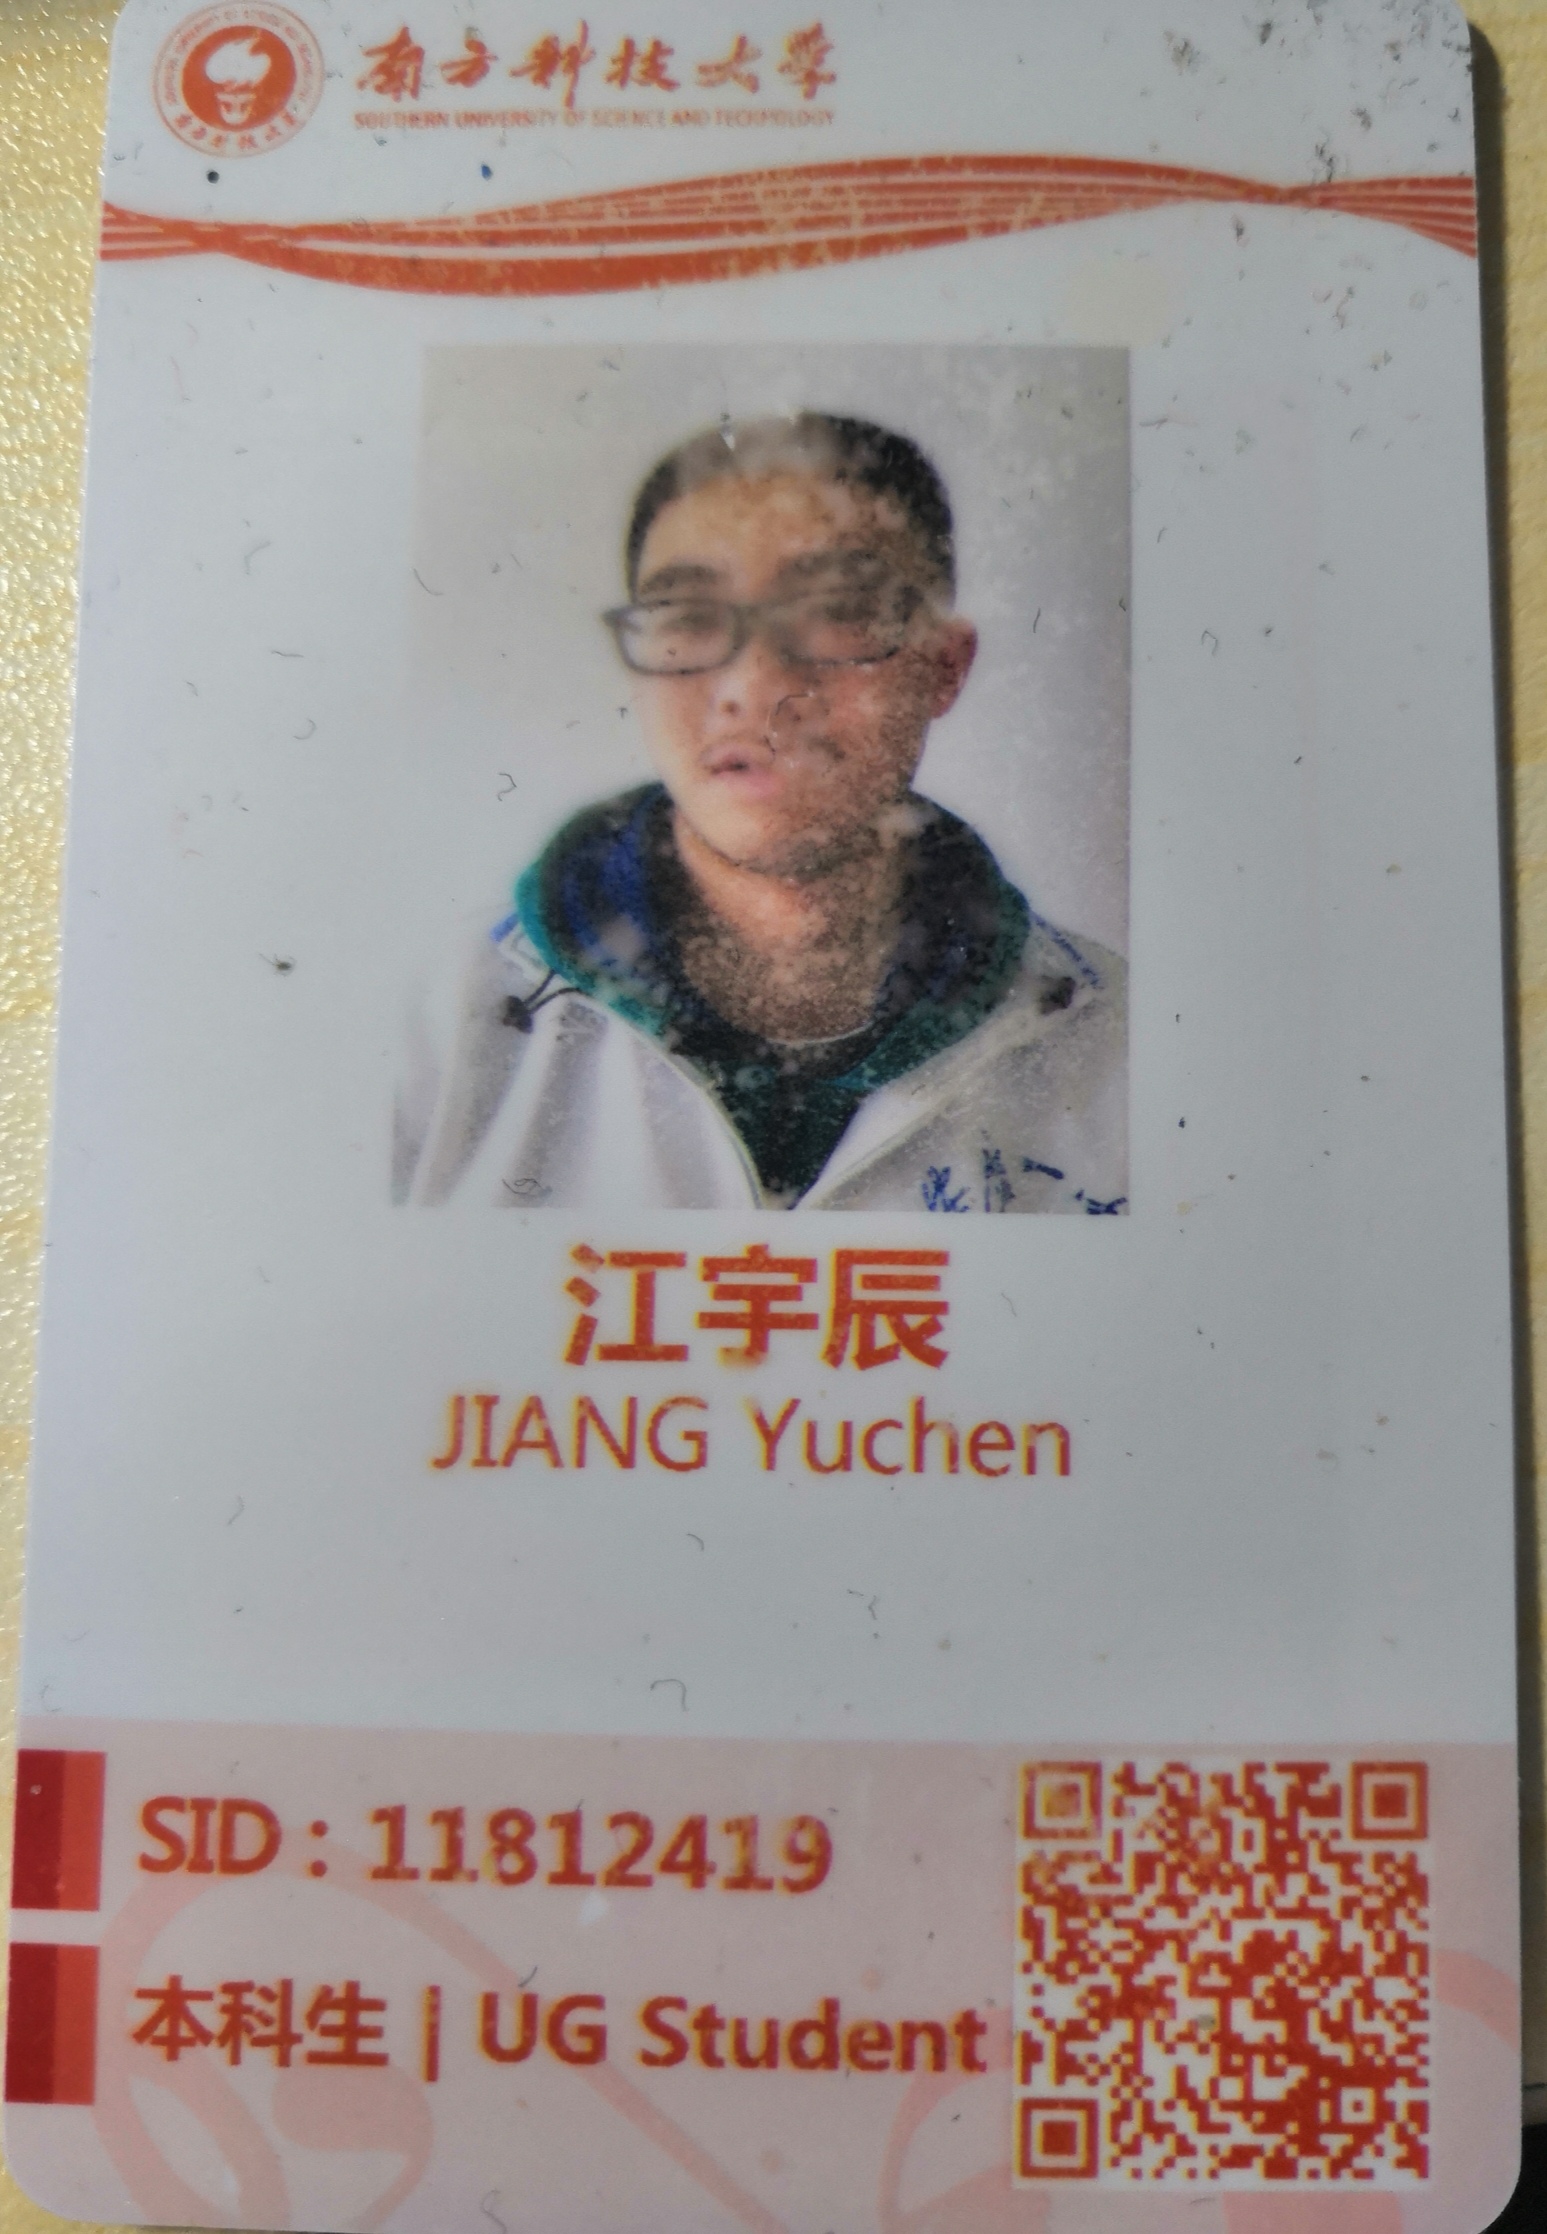 南方科技大学
SOUTHERN UNIVERSITY OF SCIENCE AND TECHNOLOGY
江宇辰
JIANG Yuchen
SID : 11812419
本科生 | UG Student